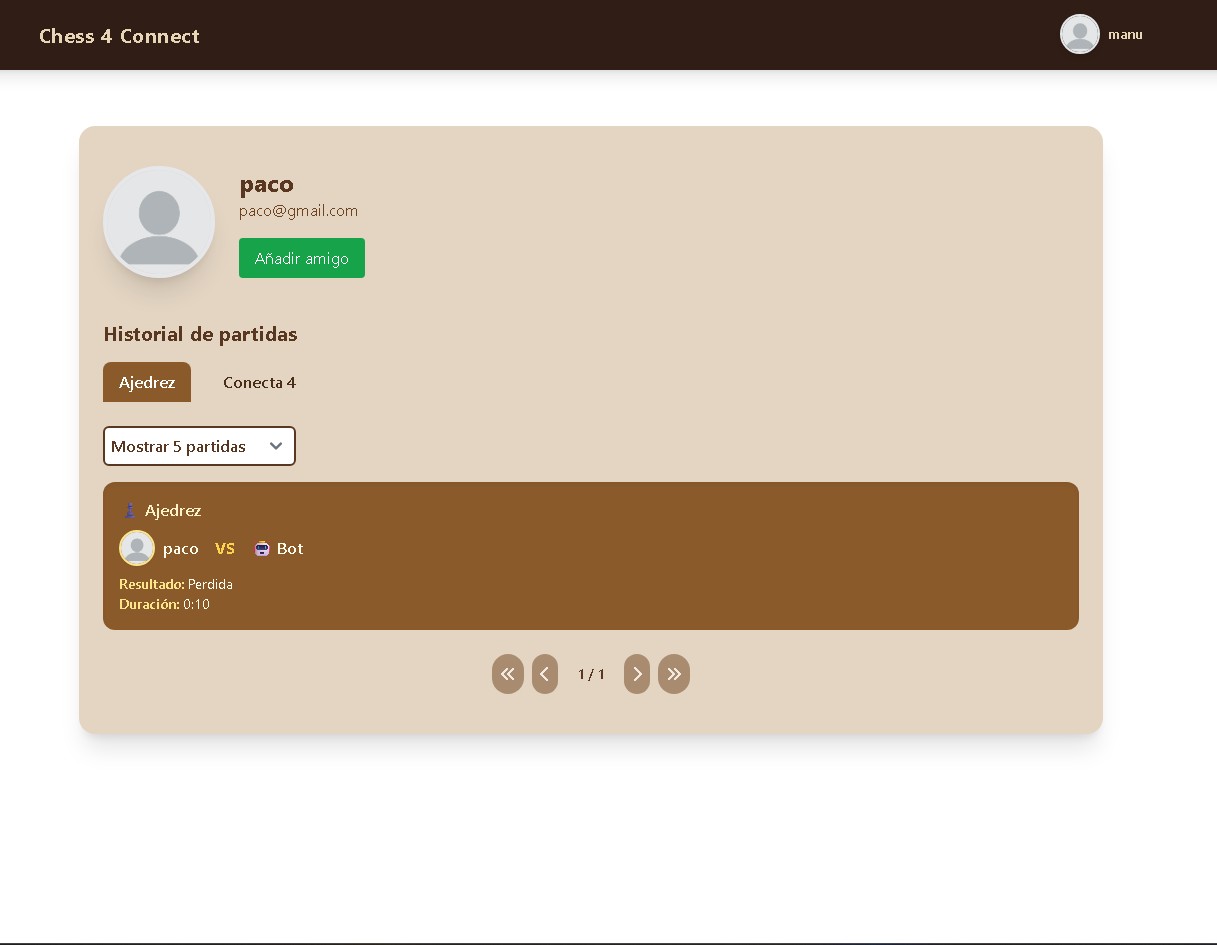 Chess 4 Connect
manu
paco
paco@gmail.com
Añadir amigo
Historial de partidas
Ajedrez Conecta 4
Mostrar 5 partidas
Ajedrez
paco VS Bot
Resultado: Perdida
Duración: 0:10
1 / 1